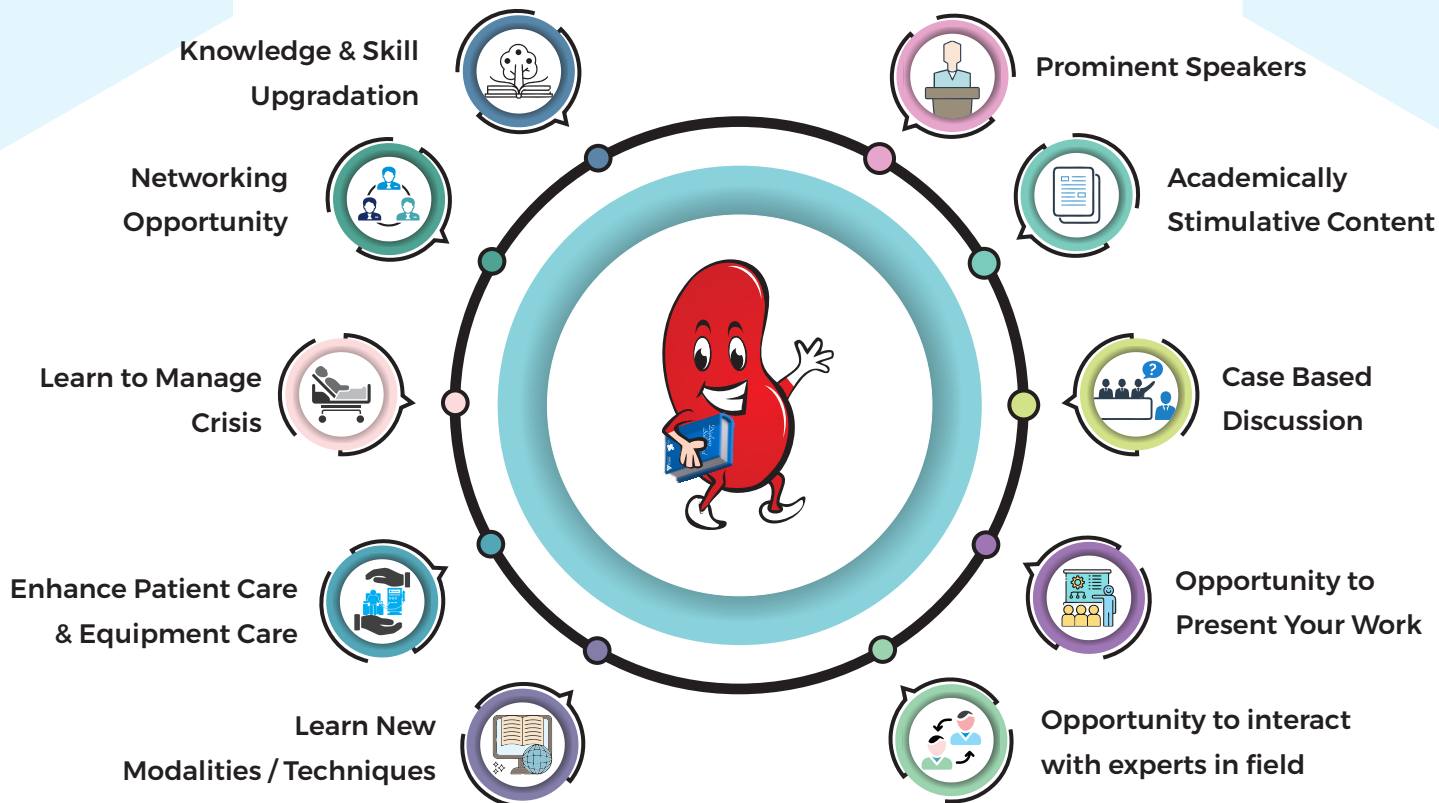 Knowledge & Skill
Upgradation
Networking
Opportunity
Learn to Manage
Crisis
Enhance Patient Care
& Equipment Care
Learn New
Modalities / Techniques
Prominent Speakers
Academically
Stimulative Content
Case Based
Discussion
?
Opportunity to
Present Your Work
Opportunity to interact
with experts in field